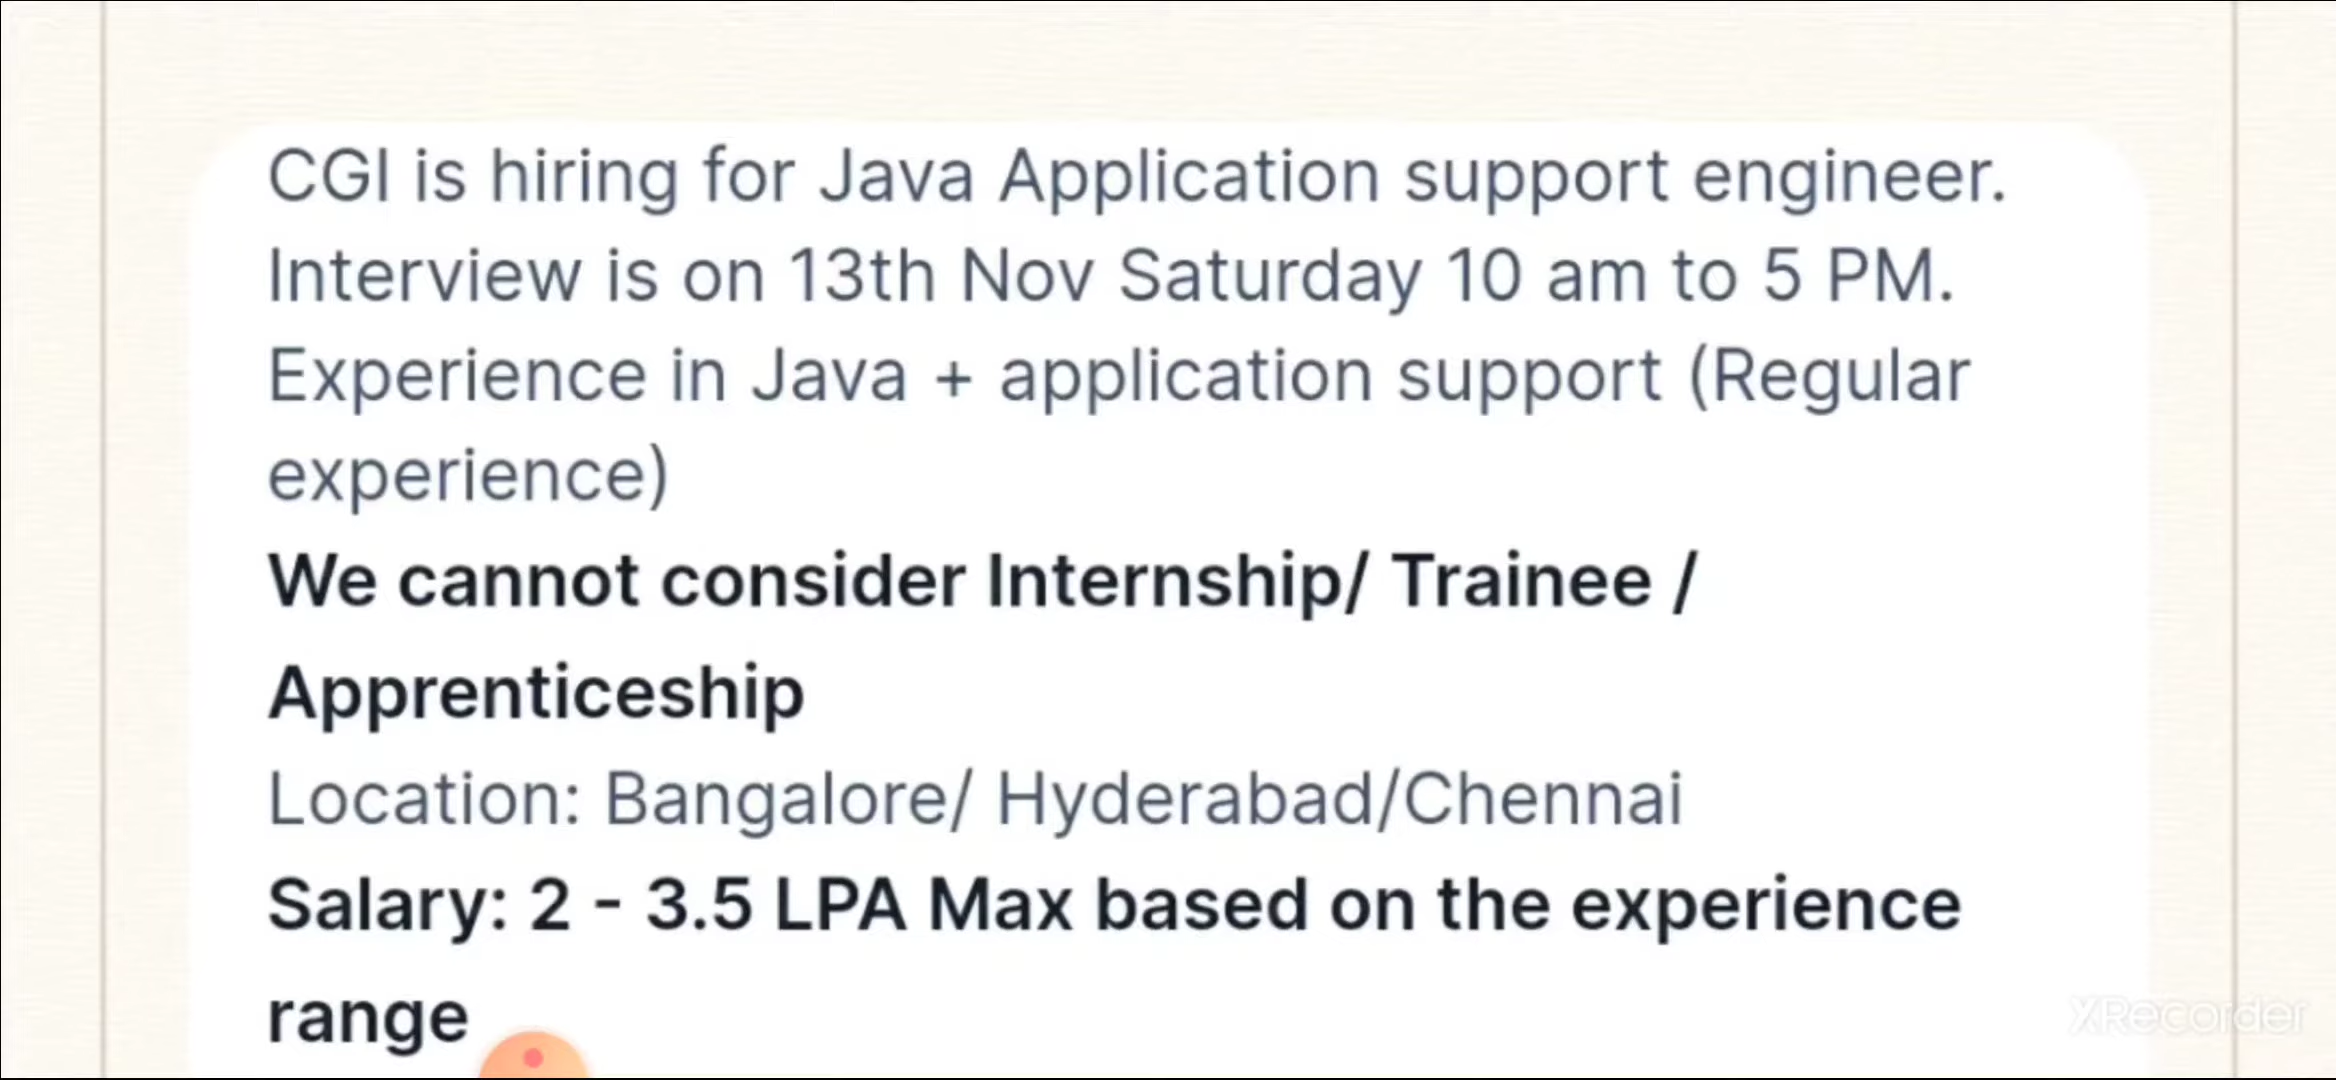 CGI is hiring for Java Application support engineer.
Interview is on 13th Nov Saturday 10 am to 5 PM.
Experience in Java + application support (Regular
experience)
We cannot consider Internship/ Trainee /
Apprenticeship
Location: Bangalore/ Hyderabad/Chennai
Salary: 2 - 3.5 LPA Max based on the experience
range
XRecorder